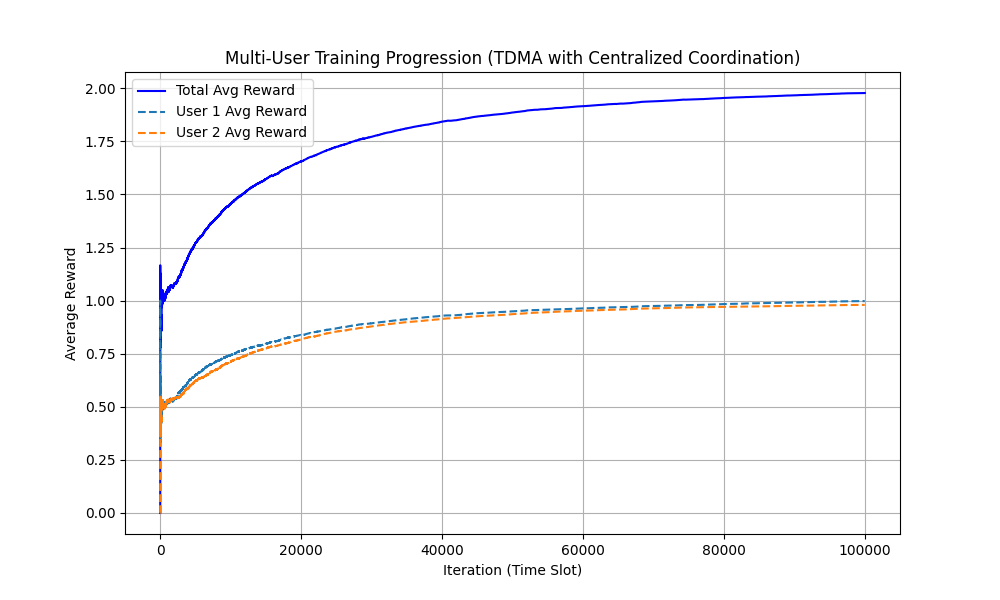 Multi-User Training Progression (TDMA with Centralized Coordination)
Total Avg Reward
User 1 Avg Reward
User 2 Avg Reward
Average Reward
2.00
1.75
1.50
1.25
1.00
0.75
0.50
0.25
0.00
0 20000 40000 60000 80000 100000
Iteration (Time Slot)